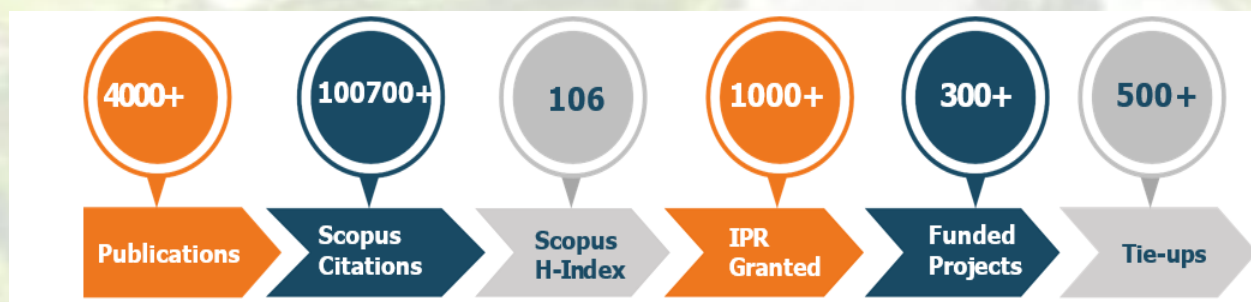 4000+
100700+
106
1000+
300+
500+
Publications
Scopus
Citations
Scopus
H-Index
IPR
Granted
Funded
Projects
Tie-ups